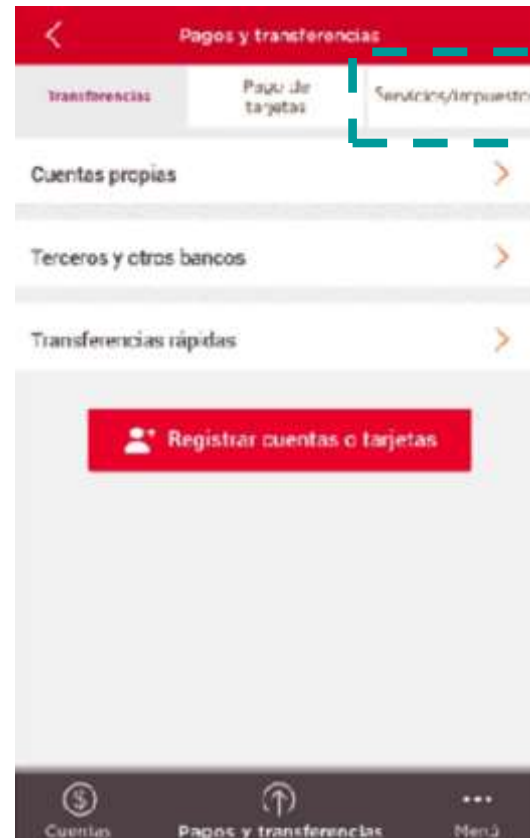 Pagos y transferencias
Transferencias
Pago de
tarjetas
Servicios/Impuesto
Cuentas propias
Terceros y otros bancos
Transferencias rápidas
Registrar cuentas o tarjetas
Cuentas
Pagos y transferencias
Menú